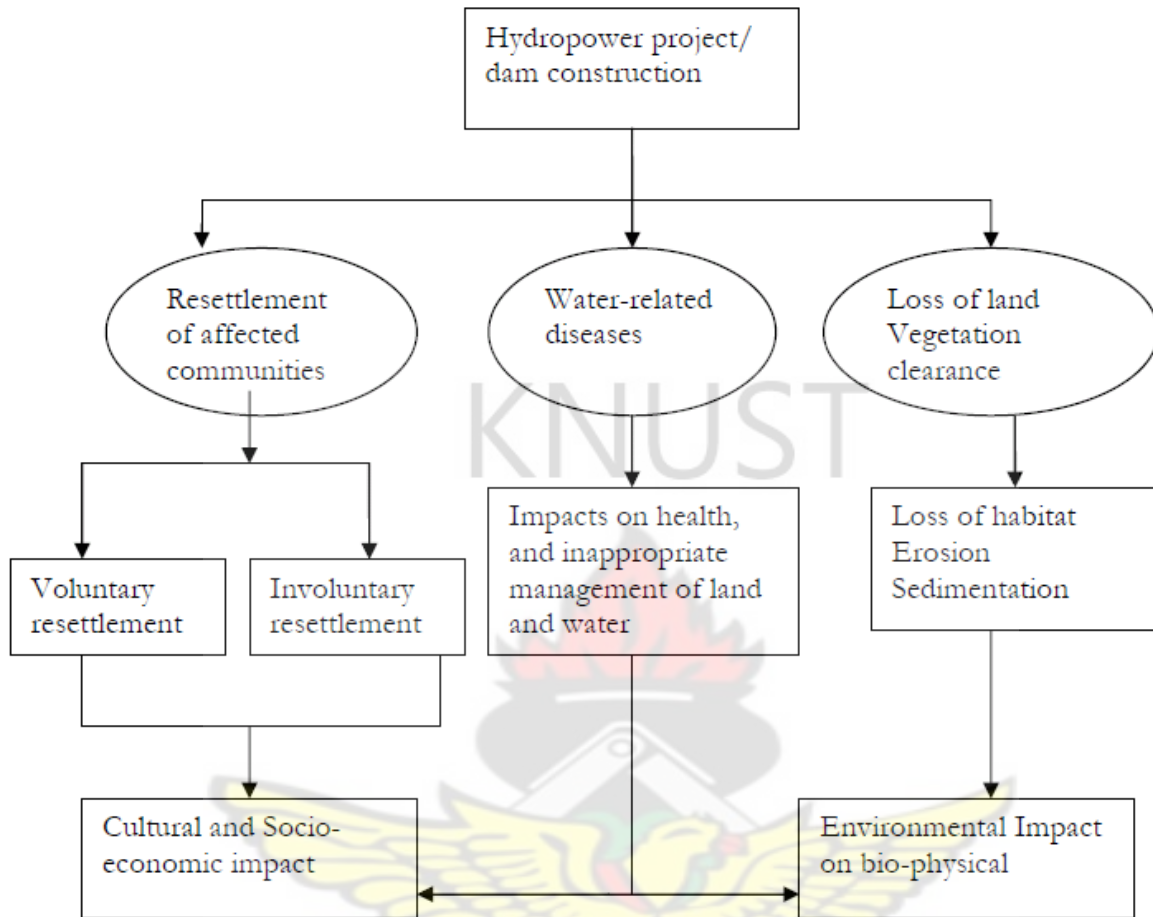 Hydropower project/
dam construction
Resettlement
of affected
communities
Water-related
diseases
Loss of land
Vegetation
clearance
KNUST
Voluntary
resettlement
Involuntary
resettlement
Impacts on health,
and inappropriate
management of land
and water
Loss of habitat
Erosion
Sedimentation
Cultural and Socio-
economic impact
Environmental Impact
on bio-physical